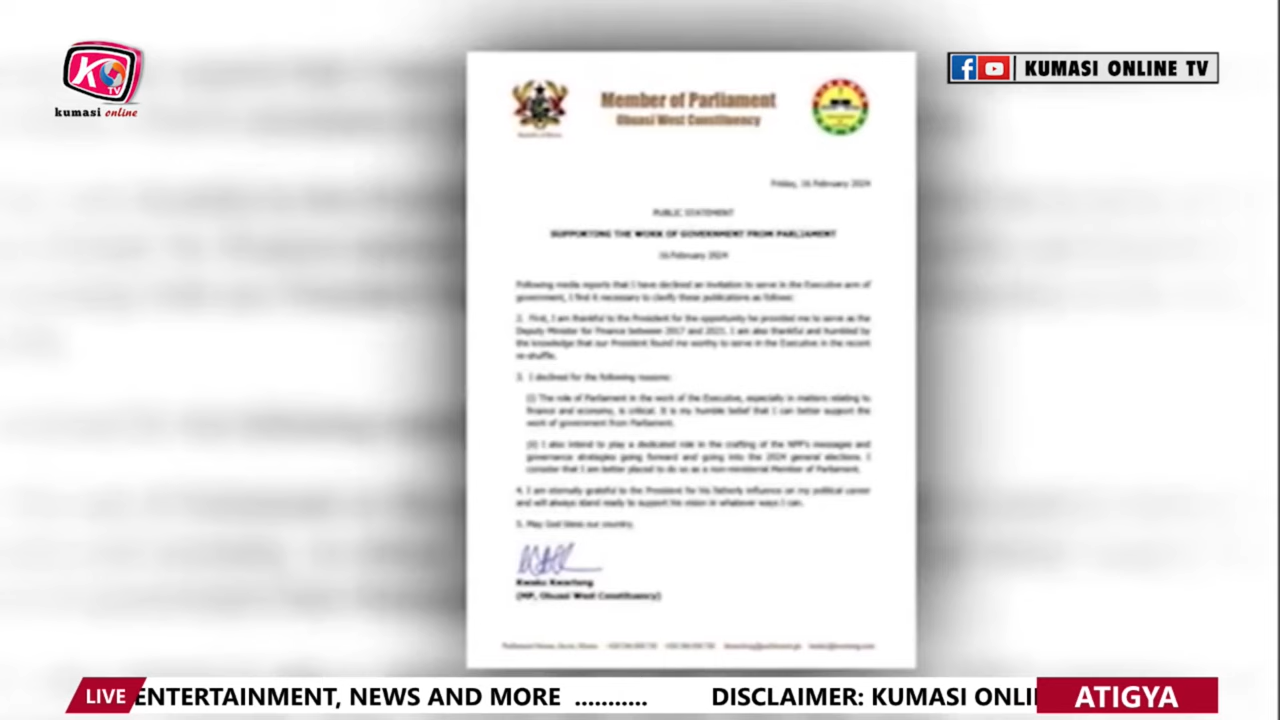 K
TV
kumasi online
KUMASI ONLINE TV
Member of Parliament
Obuasi West Constituency
Friday, 16 February 2024
PUBLIC STATEMENT
SUPPORTING THE WORK OF GOVERNMENT FROM PARLIAMENT
16 February 2024
Following media reports that I have declined an invitation to serve in the Executive arm of
government, I find it necessary to clarify those publications as follows:
2. First, I am thankful to the President for the opportunity he provided me to serve as the
Deputy Minister for Finance between 2017 and 2021. I am also thankful and humbled by
the knowledge that our President found me worthy to serve in the Executive in the recent
re-shuffle.
3. I declined for the following reasons:
(i) The role of Parliament in the work of the Executive, especially in matters relating to
finance and economy, is critical. It is my humble belief that I can better support the
work of government from Parliament.
(ii) I also intend to play a dedicated role in the crafting of the NPP's messages and
governance strategies going forward and going into the 2024 general elections. I
consider that I am better placed to do so as a non-ministerial Member of Parliament.
4. I am eternally grateful to the President for his fatherly influence on my political career
and will always stand ready to support his vision in whatever ways I can.
5. May God bless our country.
Kwaku Kwarteng
(MP, Obuasi West Constituency)
LIVE
ENTERTAINMENT, NEWS AND MORE ........... DISCLAIMER: KUMASI ONLI
ATIGYA